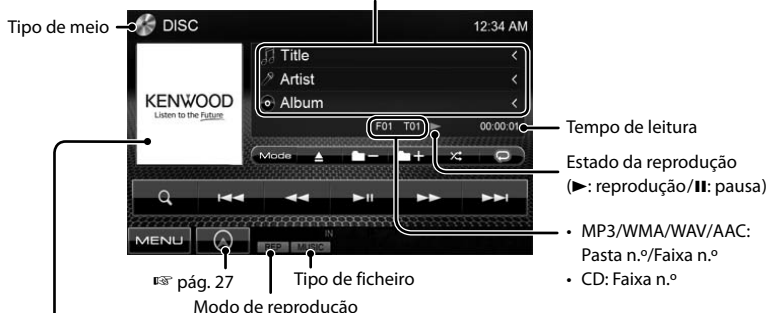 Tipo de meio
DISC
12:34 AM
Title <
Artist <
Album <
KENWOOD
Listen to the Future
F01 T01
00:00:01
Tempo de leitura
Mode
Estado da reprodução
(►: reprodução/II: pausa)
MENU
IN
REP MUSIC
• MP3/WMA/WAV/AAC:
Pasta n.º/Faixa n.º
• CD: Faixa n.º
☞ pág. 27
Tipo de ficheiro
Modo de reprodução